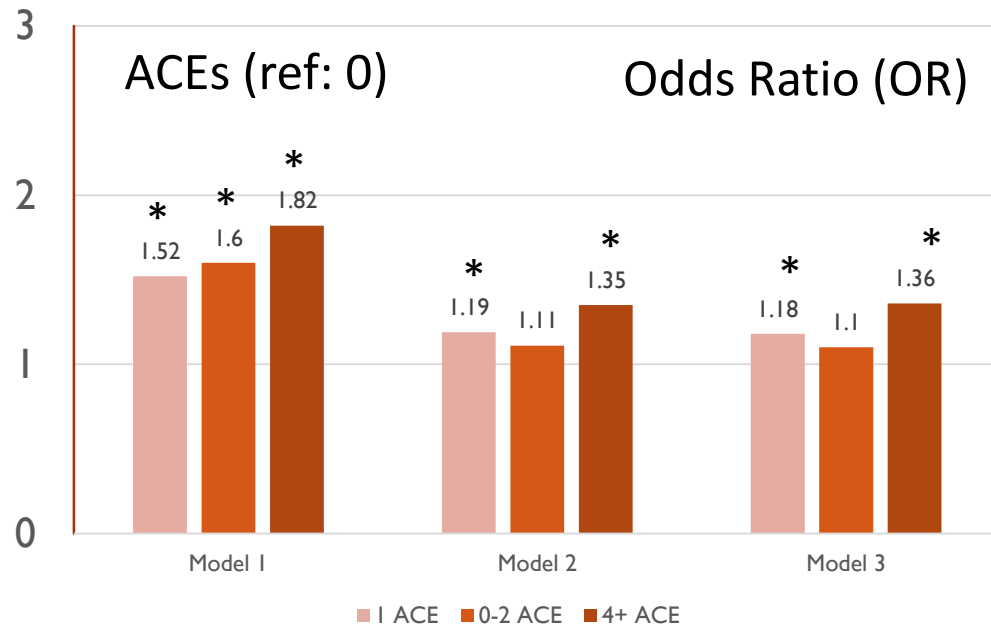 3
ACEs (ref: 0)
Odds Ratio (OR)
*
2
* *
1.82
1.52
1.6
* *
1.35
1.19
1.11
* *
1.36
1.18
1.1
1
0
Model 1
Model 2
Model 3
1 ACE
0-2 ACE
4+ ACE